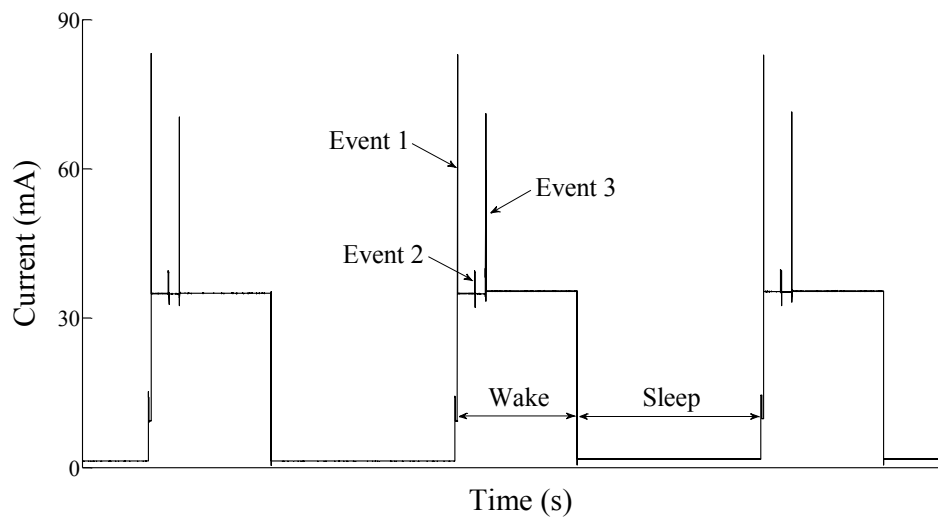 90
Event 1
60
Event 3
Event 2
30
Wake
Sleep
0
Current (mA)
Time (s)